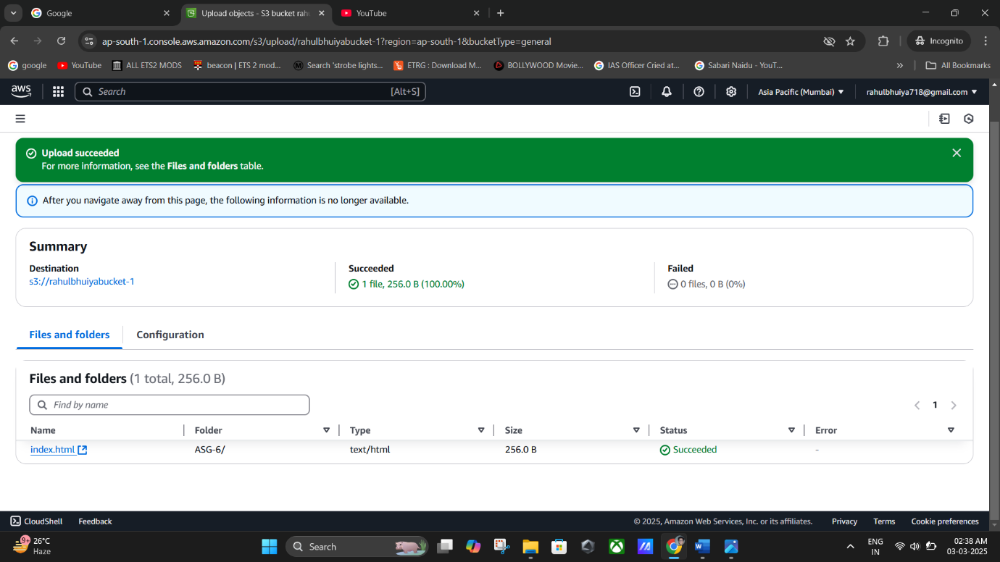 Google
Upload objects - S3 bucket rah
YouTube
ap-south-1.console.aws.amazon.com/s3/upload/rahulbhuiyabucket-1?region=ap-south-1&bucketType=general
Incognito
google
YouTube
ALL ETS2 MODS
beacon | ETS 2 mod...
Search 'strobe lights...
ETRG : Download M...
BOLLYWOOD Movie...
IAS Officer Cried at...
Sabari Naidu - YouT...
»
All Bookmarks
aws
Search
[Alt+S]
Asia Pacific (Mumbai)
rahulbhuiya718@gmail.com
Upload succeeded
For more information, see the Files and folders table.
After you navigate away from this page, the following information is no longer available.
Summary
Destination
s3://rahulbhuiyabucket-1
Succeeded
1 file, 256.0 B (100.00%)
Failed
0 files, 0 B (0%)
Files and folders
Configuration
Files and folders (1 total, 256.0 B)
Find by name
1
Name
Folder
Type
Size
Status
Error
index.html
ASG-6/
text/html
256.0 B
Succeeded
-
CloudShell
Feedback
© 2025, Amazon Web Services, Inc. or its affiliates.
Privacy
Terms
Cookie preferences
9+
26°C
Haze
Search
ENG
IN
02:38 AM
03-03-2025